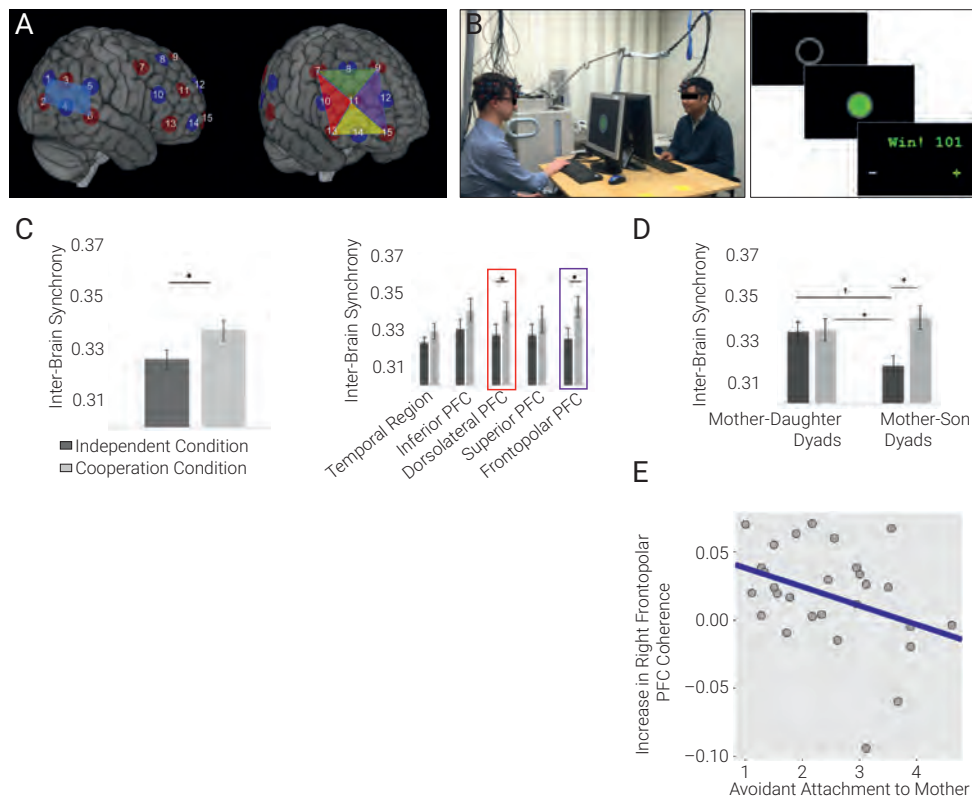 A
1
2
3
4
5
6
7
8
9
10
11
12
13
14
15
7
8
9
10
11
12
13
14
15
B
Win! 101
− +
C
Inter-Brain Synchrony
0.37
0.35
0.33
0.31
*
Independent Condition
Cooperation Condition
Inter-Brain Synchrony
0.37
0.35
0.33
0.31
*
*
Temporal Region
Inferior PFC
Dorsolateral PFC
Superior PFC
Frontopolar PFC
D
Inter-Brain Synchrony
0.37
0.35
0.33
0.31
*
*
Mother-Daughter
Dyads
Mother-Son
Dyads
E
Increase in Right Frontopolar
PFC Coherence
0.05
0.00
−0.05
−0.10
1 2 3 4
Avoidant Attachment to Mother